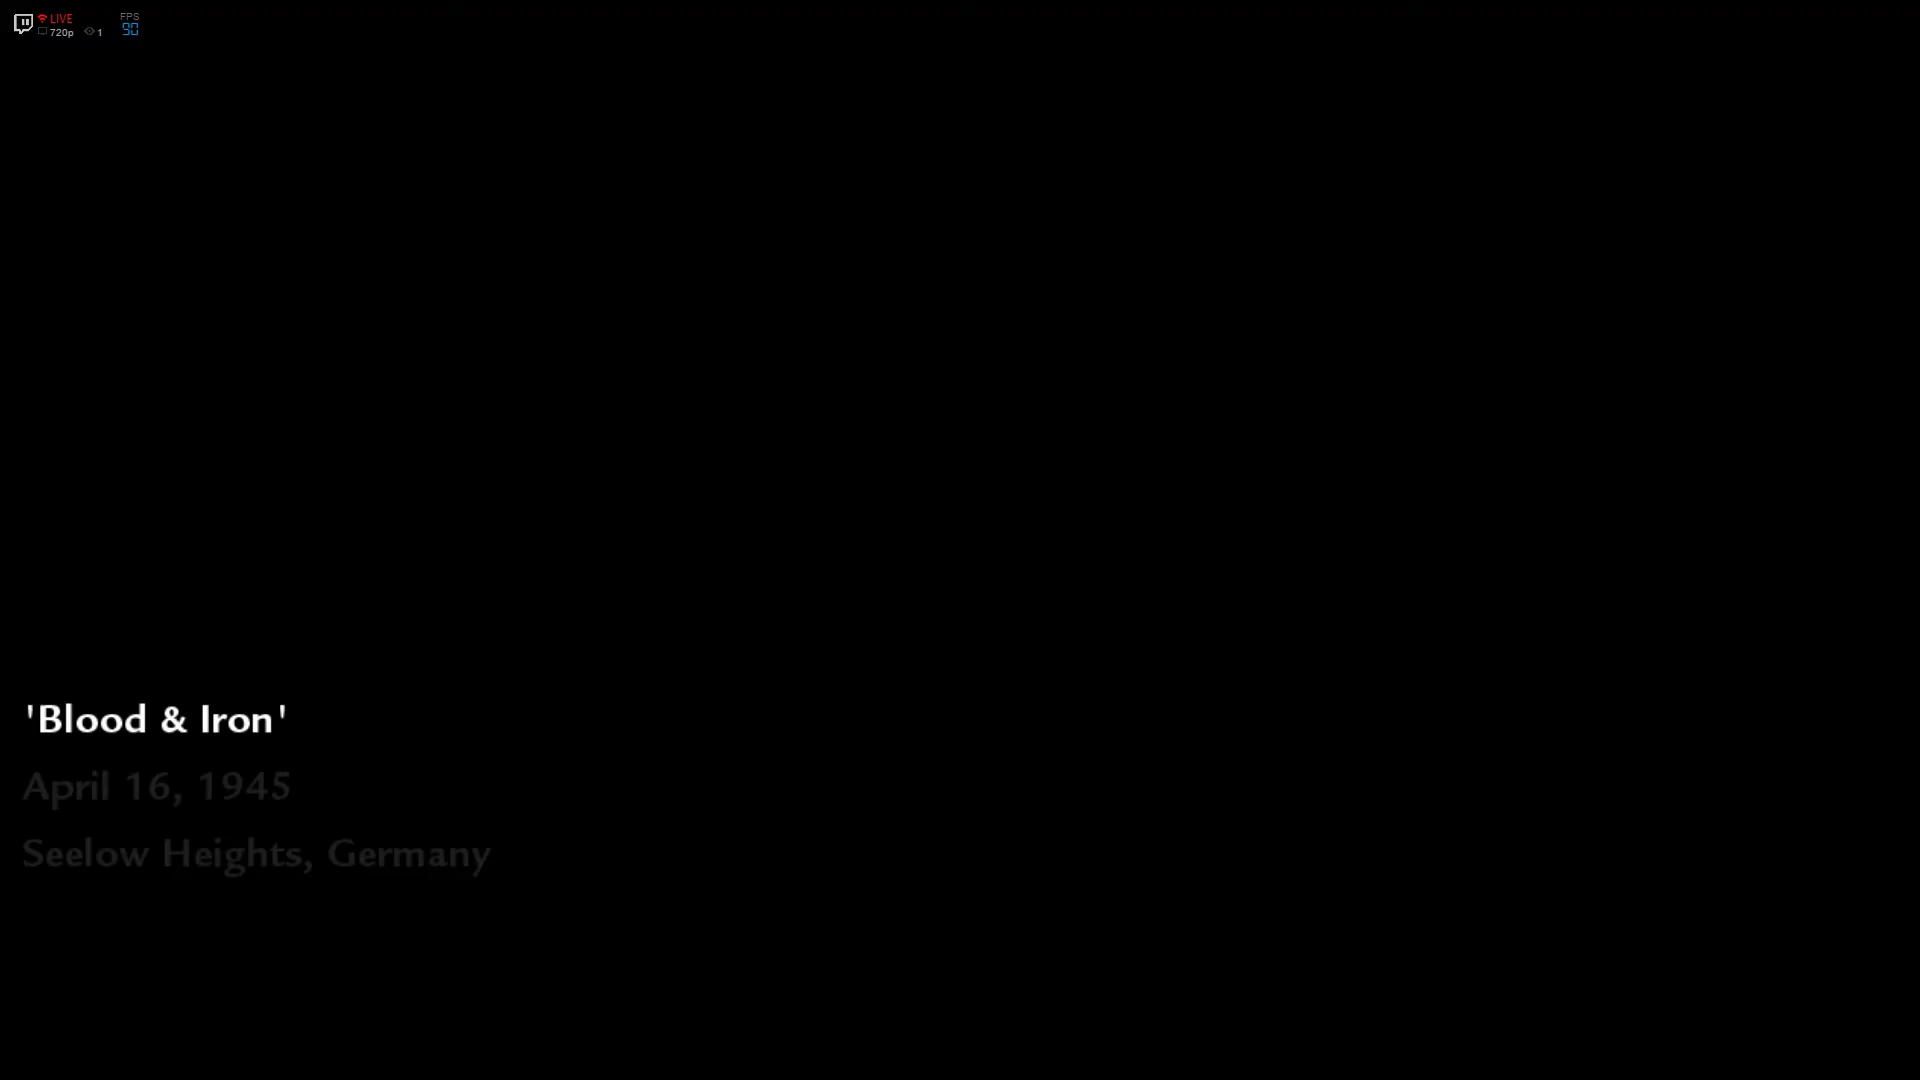 LIVE FPS
720p 1 90
'Blood & Iron'
April 16, 1945
Seelow Heights, Germany